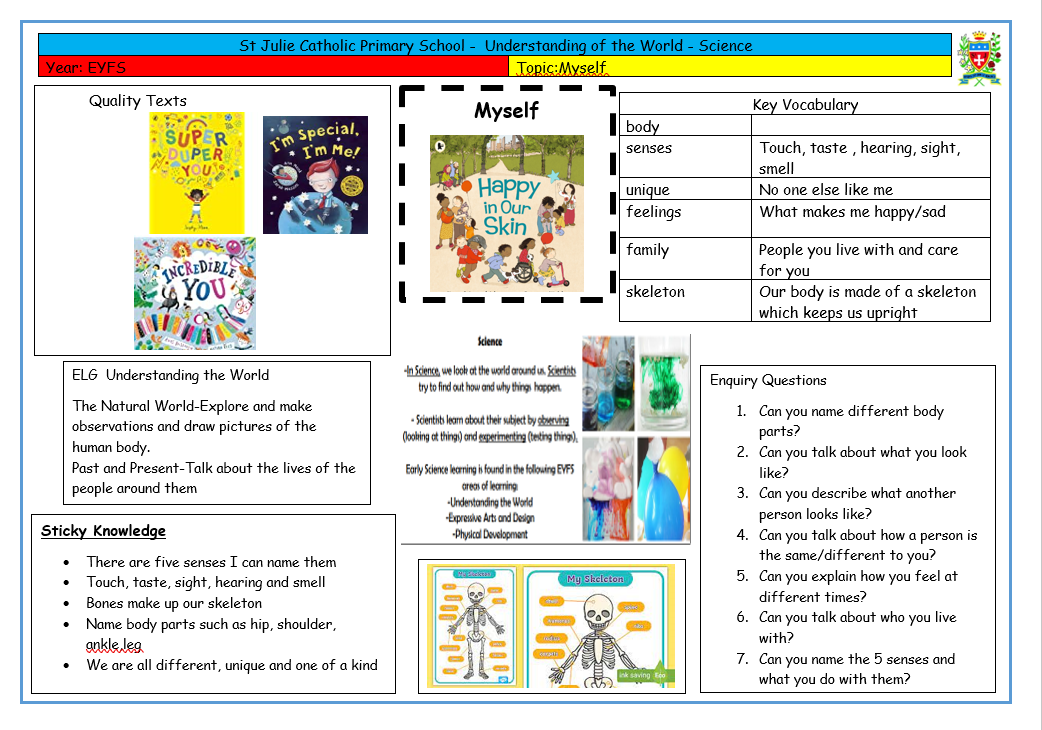 St Julie Catholic Primary School - Understanding of the World - Science
Year: EYFS
Topic:Myself
Quality Texts
SUPER
DUPER
YOU!
Sophy Henn
I'm Special,
I'm Me!
INCREDIBLE
YOU
Myself
Happy
in Our
Skin
Key Vocabulary
body
senses
Touch, taste , hearing, sight,
smell
unique
No one else like me
feelings
What makes me happy/sad
family
People you live with and care
for you
skeleton
Our body is made of a skeleton
which keeps us upright
ELG Understanding the World
The Natural World-Explore and make
observations and draw pictures of the
human body.
Past and Present-Talk about the lives of the
people around them
Science
-In Science, we look at the world around us. Scientists
try to find out how and why things happen.
- Scientists learn about their subject by observing
(looking at things) and experimenting (testing things),
Early Science learning is found in the following EYFS
areas of learning:
-Understanding the World
-Expressive Arts and Design
-Physical Development
Enquiry Questions
1. Can you name different body
parts?
2. Can you talk about what you look
like?
3. Can you describe what another
person looks like?
4. Can you talk about how a person is
the same/different to you?
5. Can you explain how you feel at
different times?
6. Can you talk about who you live
with?
7. Can you name the 5 senses and
what you do with them?
Sticky Knowledge
• There are five senses I can name them
• Touch, taste, sight, hearing and smell
• Bones make up our skeleton
• Name body parts such as hip, shoulder,
ankle,leg
• We are all different, unique and one of a kind
My Skeleton
My Skeleton
ink saving
Eco